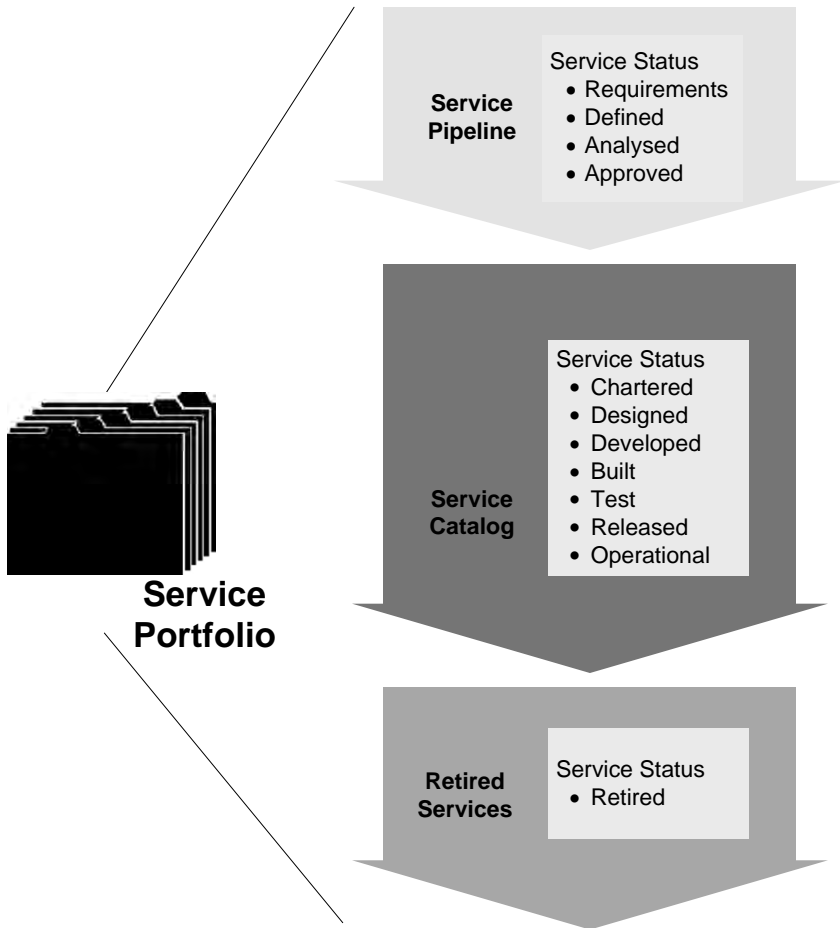 Service
Pipeline
Service Status
• Requirements
• Defined
• Analysed
• Approved
Service
Portfolio
Service
Catalog
Service Status
• Chartered
• Designed
• Developed
• Built
• Test
• Released
• Operational
Retired
Services
Service Status
• Retired